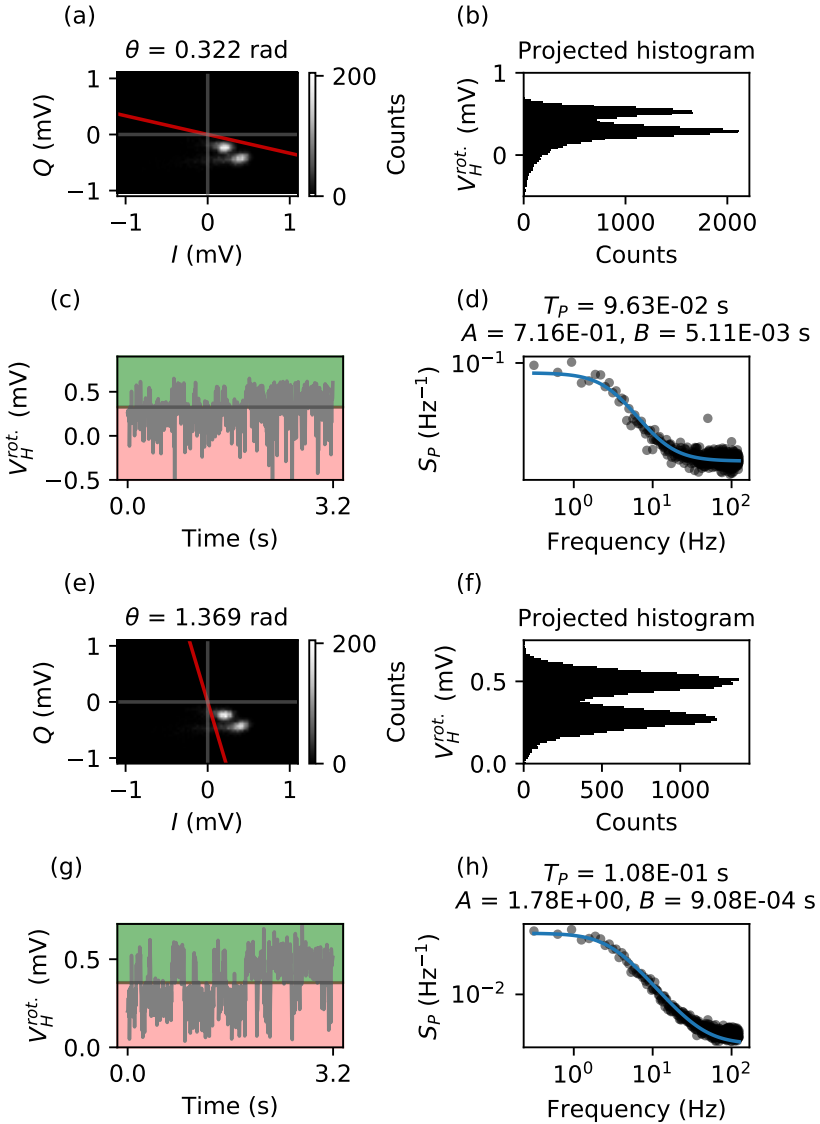 (a)
θ = 0.322 rad
1
0
−1
Q (mV)
−1
0
1
I (mV)
200
0
Counts
(b)
Projected histogram
1
0
V_H^{rot.} (mV)
0
1000
2000
Counts
(c)
0.5
0.0
−0.5
V_H^{rot.} (mV)
0.0
3.2
Time (s)
(d)
T_P = 9.63E-02 s
A = 7.16E-01, B = 5.11E-03 s
10^{−1}
S_P (Hz^{−1})
10^0
10^1
10^2
Frequency (Hz)
(e)
θ = 1.369 rad
1
0
−1
Q (mV)
−1
0
1
I (mV)
200
0
Counts
(f)
Projected histogram
0.5
0.0
V_H^{rot.} (mV)
0
500
1000
Counts
(g)
0.5
0.0
V_H^{rot.} (mV)
0.0
3.2
Time (s)
(h)
T_P = 1.08E-01 s
A = 1.78E+00, B = 9.08E-04 s
10^{−2}
S_P (Hz^{−1})
10^0
10^1
10^2
Frequency (Hz)